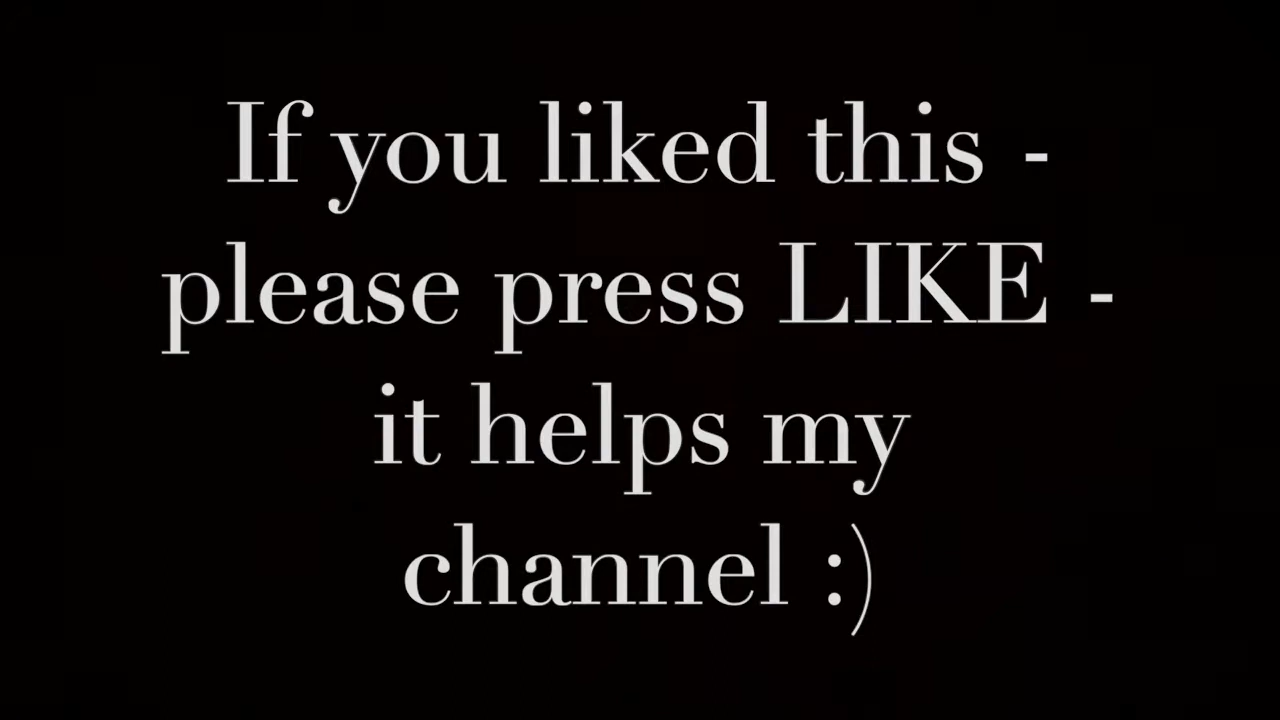 If you liked this -
please press LIKE -
it helps my
channel :)